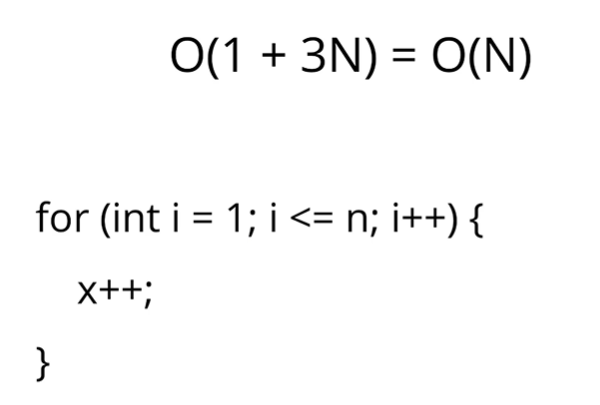 O(1 + 3N) = O(N)
for (int i = 1; i <= n; i++) {
x++;
}